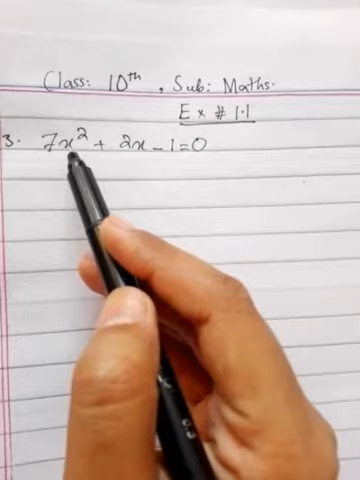 Class: 10th , Sub: Maths.
Ex # 1.1
3. 7x² + 2x - 1 = 0